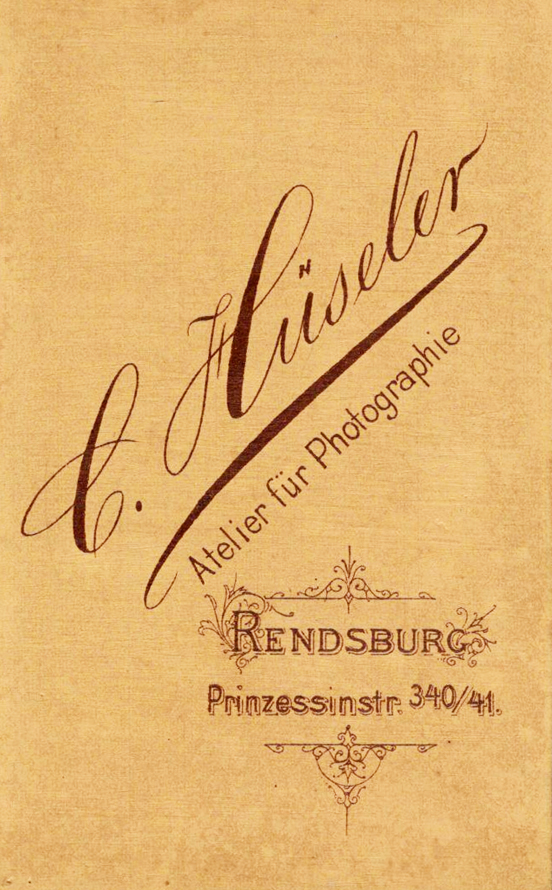 C. Hüseler
Atelier für Photographie
RENDSBURG
Prinzessinstr. 340/41.